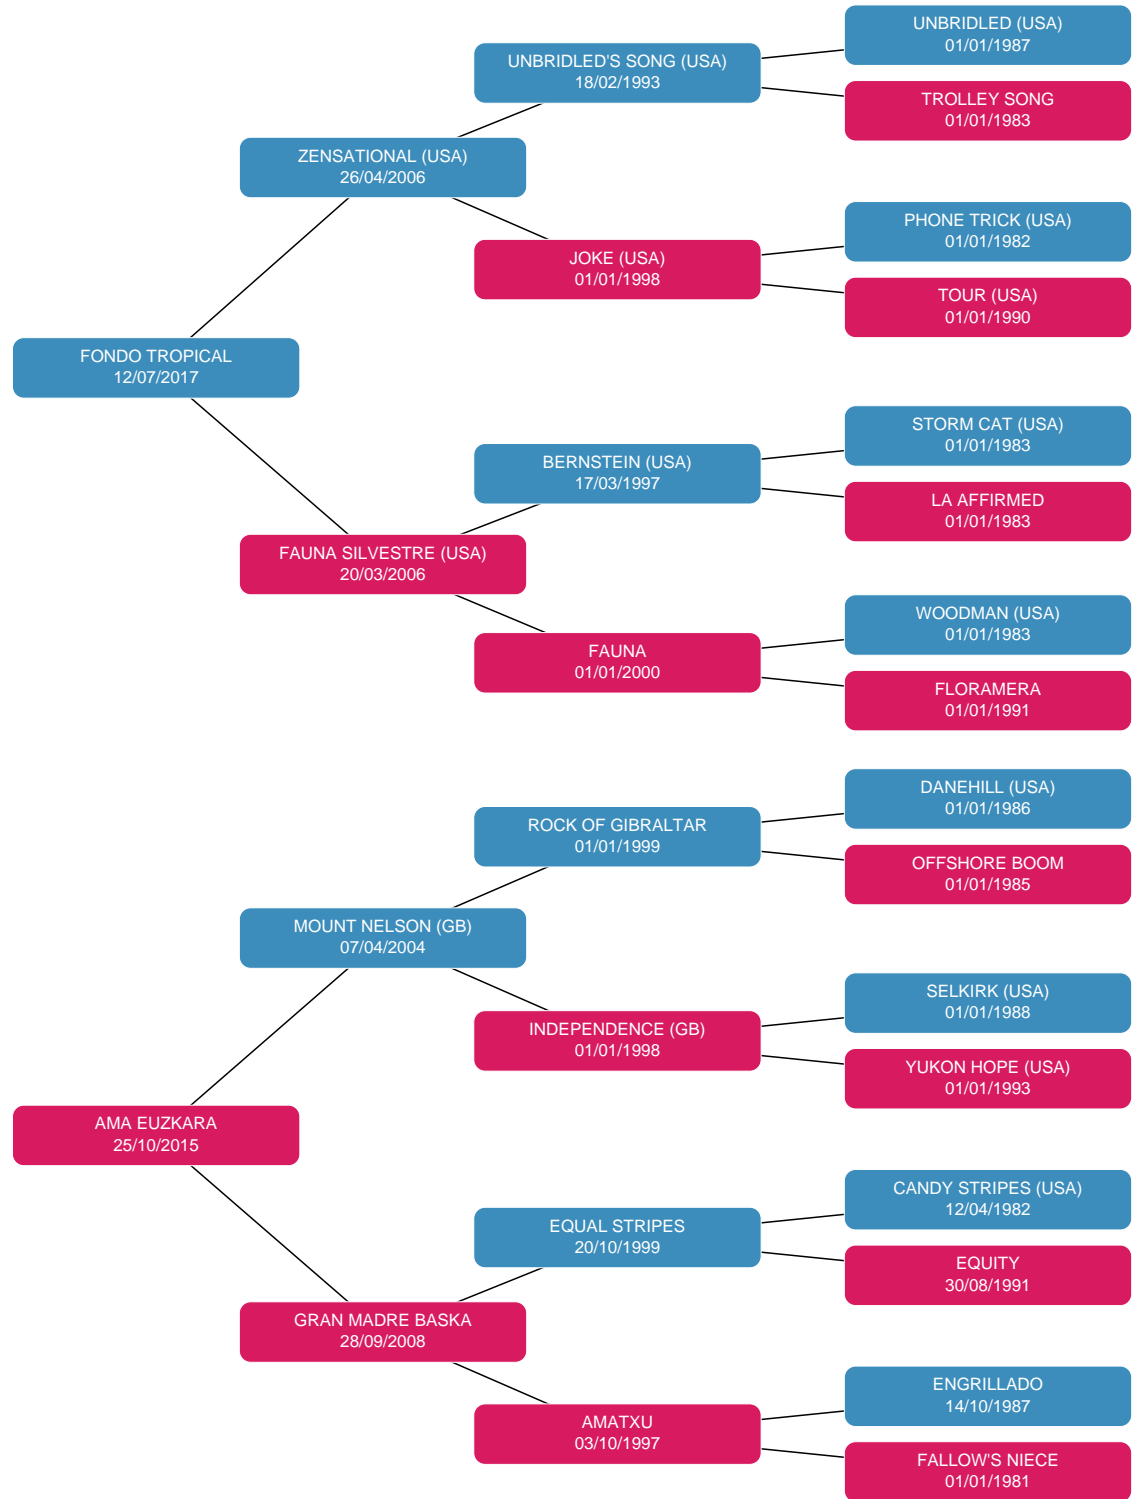 UNBRIDLED (USA)
01/01/1987
UNBRIDLED'S SONG (USA)
18/02/1993
TROLLEY SONG
01/01/1983
ZENSATIONAL (USA)
26/04/2006
PHONE TRICK (USA)
01/01/1982
JOKE (USA)
01/01/1998
TOUR (USA)
01/01/1990
FONDO TROPICAL
12/07/2017
STORM CAT (USA)
01/01/1983
BERNSTEIN (USA)
17/03/1997
LA AFFIRMED
01/01/1983
FAUNA SILVESTRE (USA)
20/03/2006
WOODMAN (USA)
01/01/1983
FAUNA
01/01/2000
FLORAMERA
01/01/1991
DANEHILL (USA)
01/01/1986
ROCK OF GIBRALTAR
01/01/1999
OFFSHORE BOOM
01/01/1985
MOUNT NELSON (GB)
07/04/2004
SELKIRK (USA)
01/01/1988
INDEPENDENCE (GB)
01/01/1998
YUKON HOPE (USA)
01/01/1993
AMA EUZKARA
25/10/2015
CANDY STRIPES (USA)
12/04/1982
EQUAL STRIPES
20/10/1999
EQUITY
30/08/1991
GRAN MADRE BASKA
28/09/2008
ENGRILLADO
14/10/1987
AMATXU
03/10/1997
FALLOW'S NIECE
01/01/1981